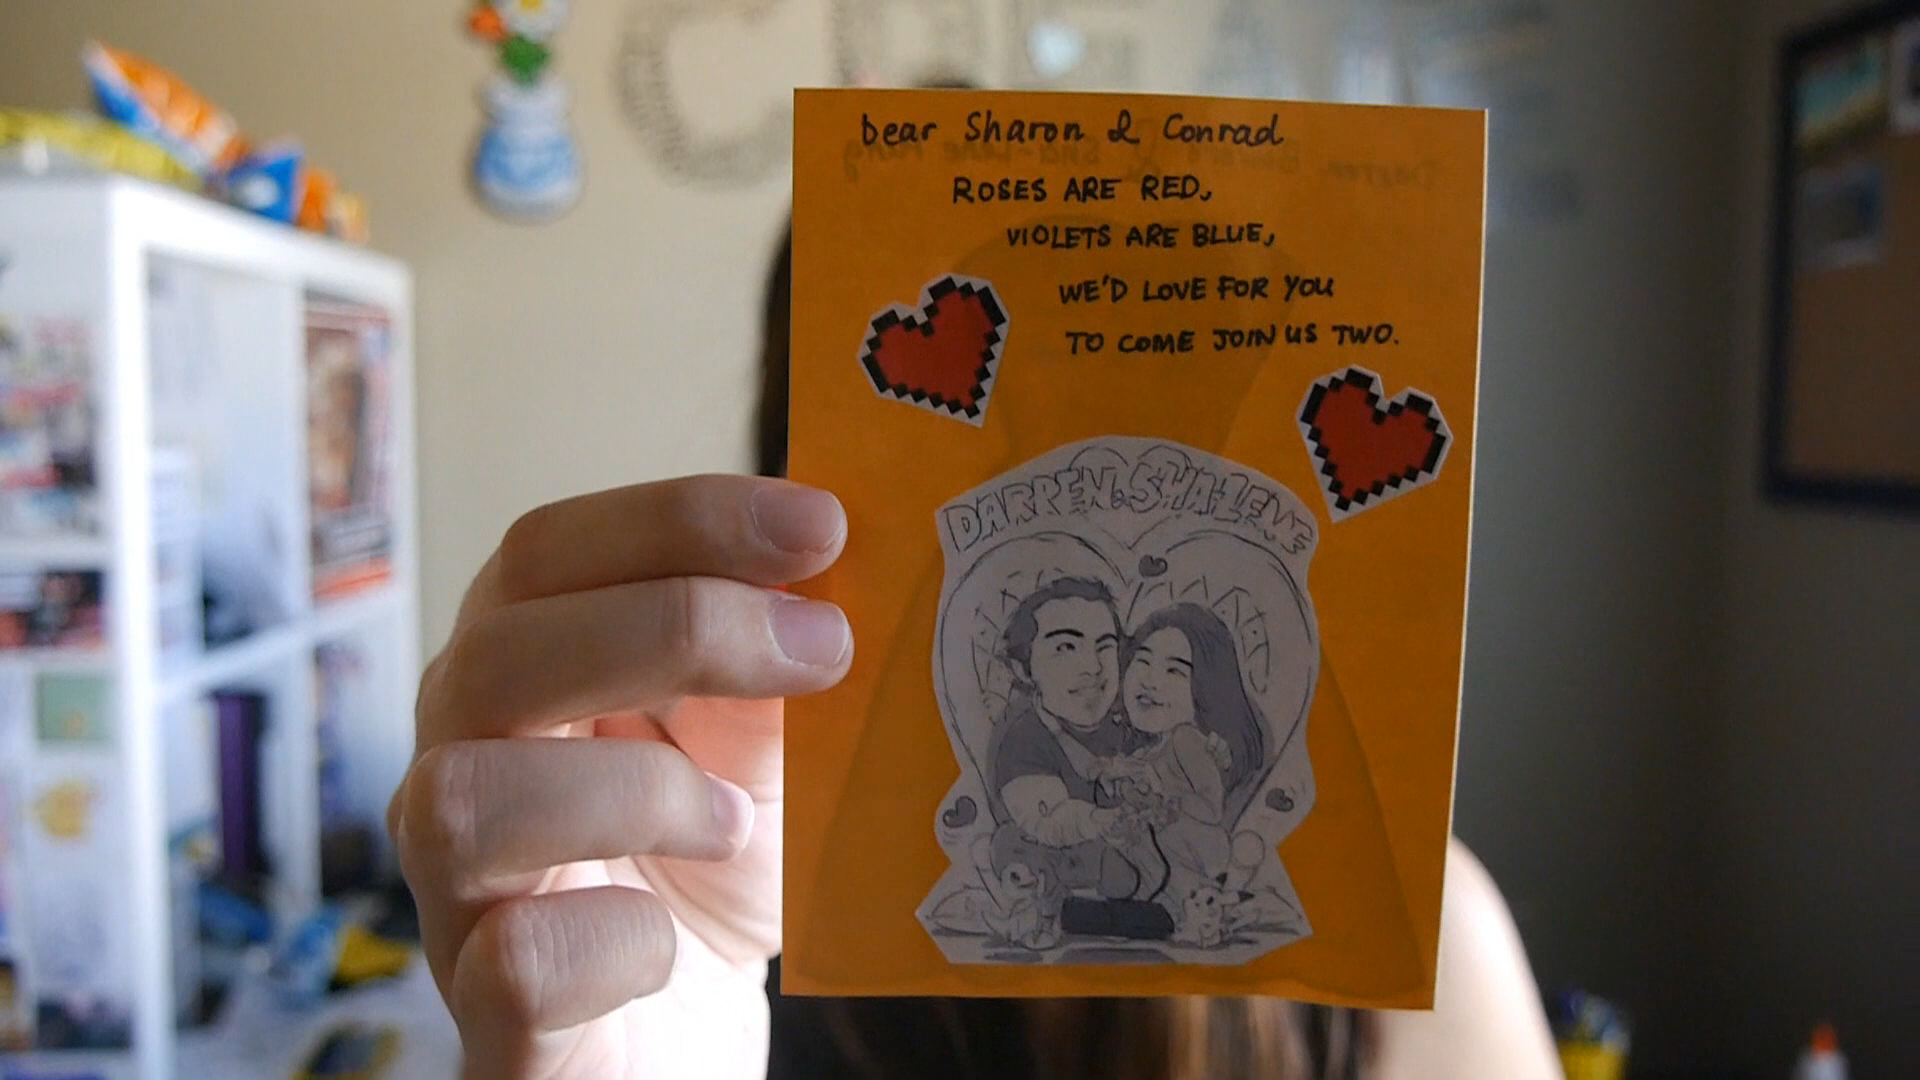 Dear Sharon & Conrad
ROSES ARE RED,
VIOLETS ARE BLUE,
WE'D LOVE FOR YOU
TO COME JOIN US TWO.
DARREN & SHA-LENE